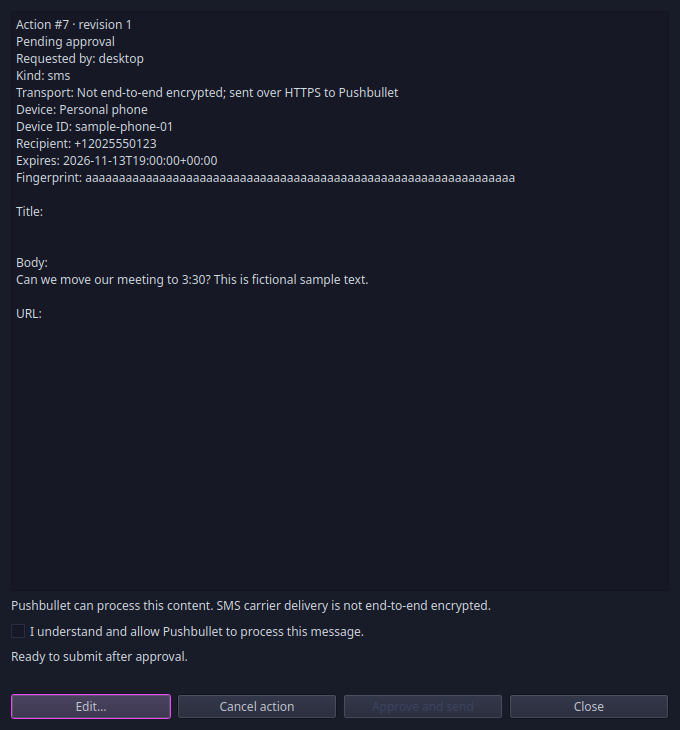 Action #7 · revision 1
Pending approval
Requested by: desktop
Kind: sms
Transport: Not end-to-end encrypted; sent over HTTPS to Pushbullet
Device: Personal phone
Device ID: sample-phone-01
Recipient: +12025550123
Expires: 2026-11-13T19:00:00+00:00
Fingerprint: aaaaaaaaaaaaaaaaaaaaaaaaaaaaaaaaaaaaaaaaaaaaaaaaaaaaaaaaaaaaaaaa
Title:
Body:
Can we move our meeting to 3:30? This is fictional sample text.
URL:
Pushbullet can process this content. SMS carrier delivery is not end-to-end encrypted.
I understand and allow Pushbullet to process this message.
Ready to submit after approval.
Edit...
Cancel action
Approve and send
Close